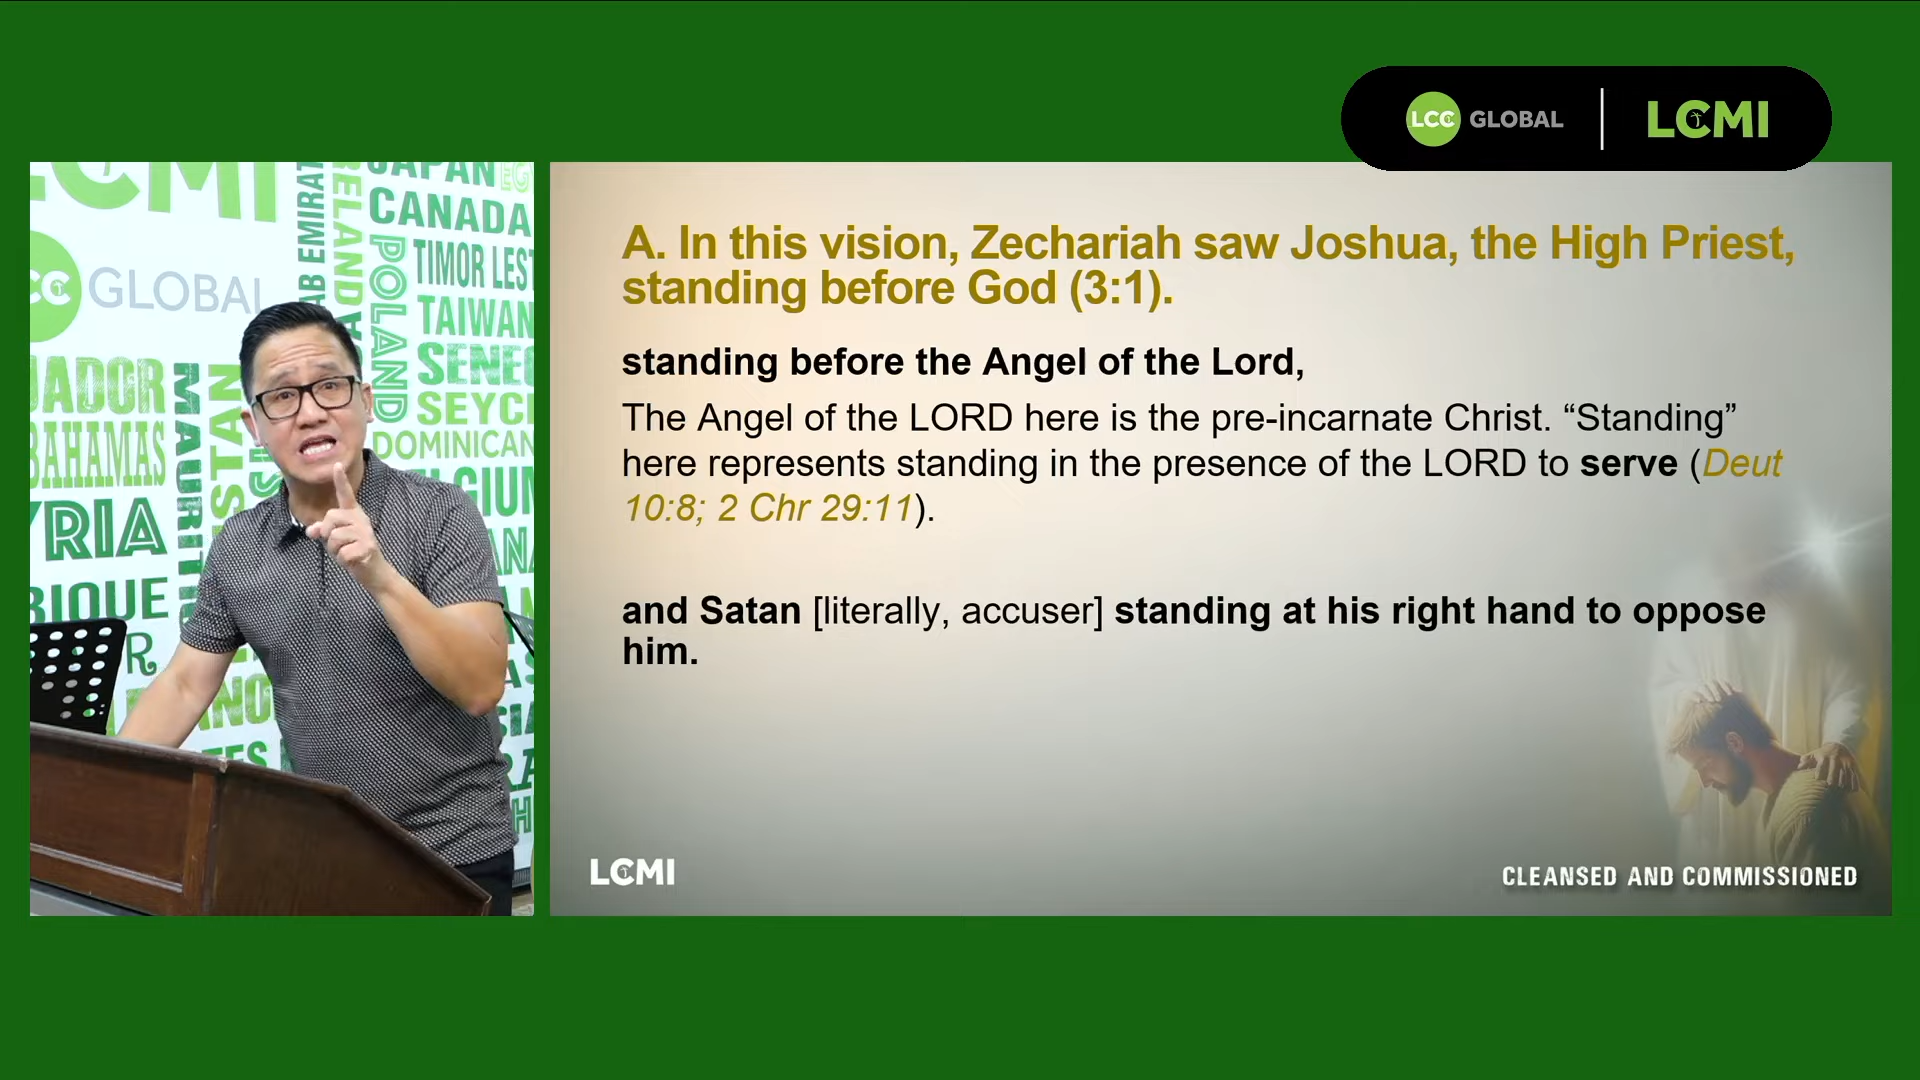 LCC GLOBAL
LCMI
LCMI
GLOBAL
JAPAN
CANADA
IRELAND
POLAND
TIMOR
TAIWAN
BAHAMAS
A. In this vision, Zechariah saw Joshua, the High Priest,
standing before God (3:1).
standing before the Angel of the Lord,
The Angel of the LORD here is the pre-incarnate Christ. “Standing”
here represents standing in the presence of the LORD to serve (Deut
10:8; 2 Chr 29:11).
and Satan [literally, accuser] standing at his right hand to oppose
him.
LCMI
CLEANSED AND COMMISSIONED